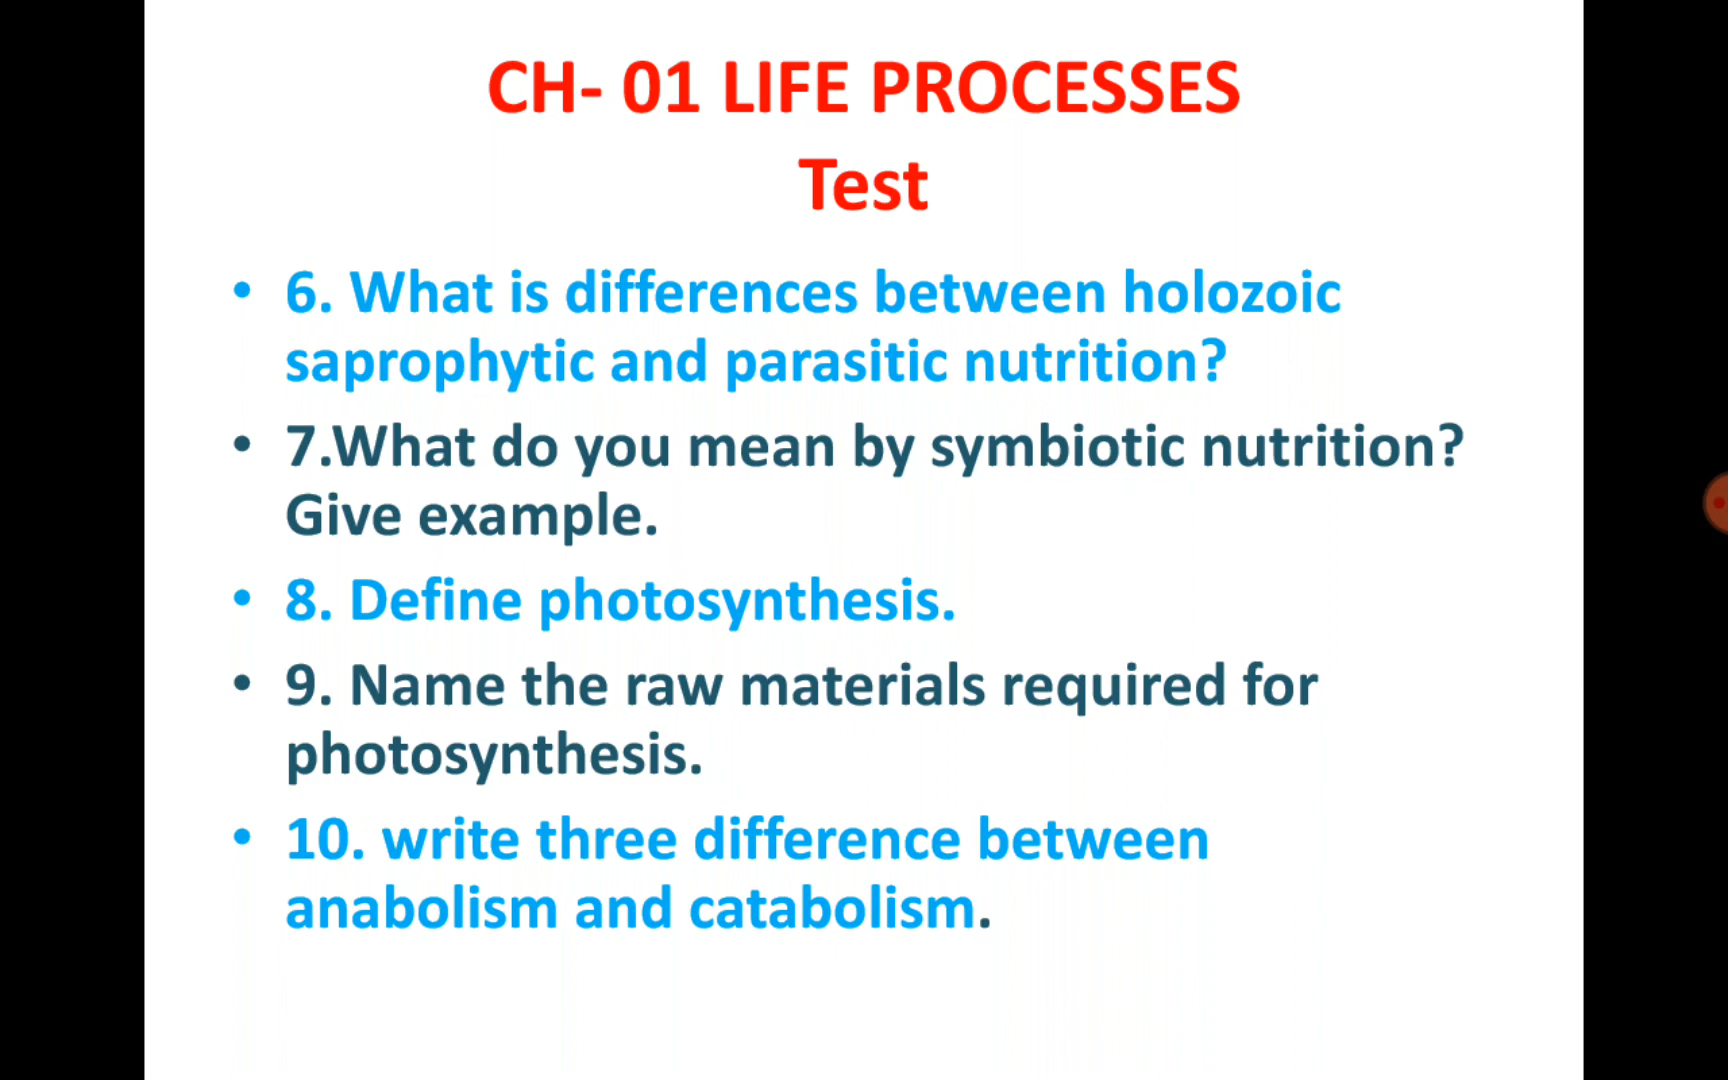 CH- 01 LIFE PROCESSES
Test
• 6. What is differences between holozoic
saprophytic and parasitic nutrition?
• 7.What do you mean by symbiotic nutrition?
Give example.
• 8. Define photosynthesis.
• 9. Name the raw materials required for
photosynthesis.
• 10. write three difference between
anabolism and catabolism.